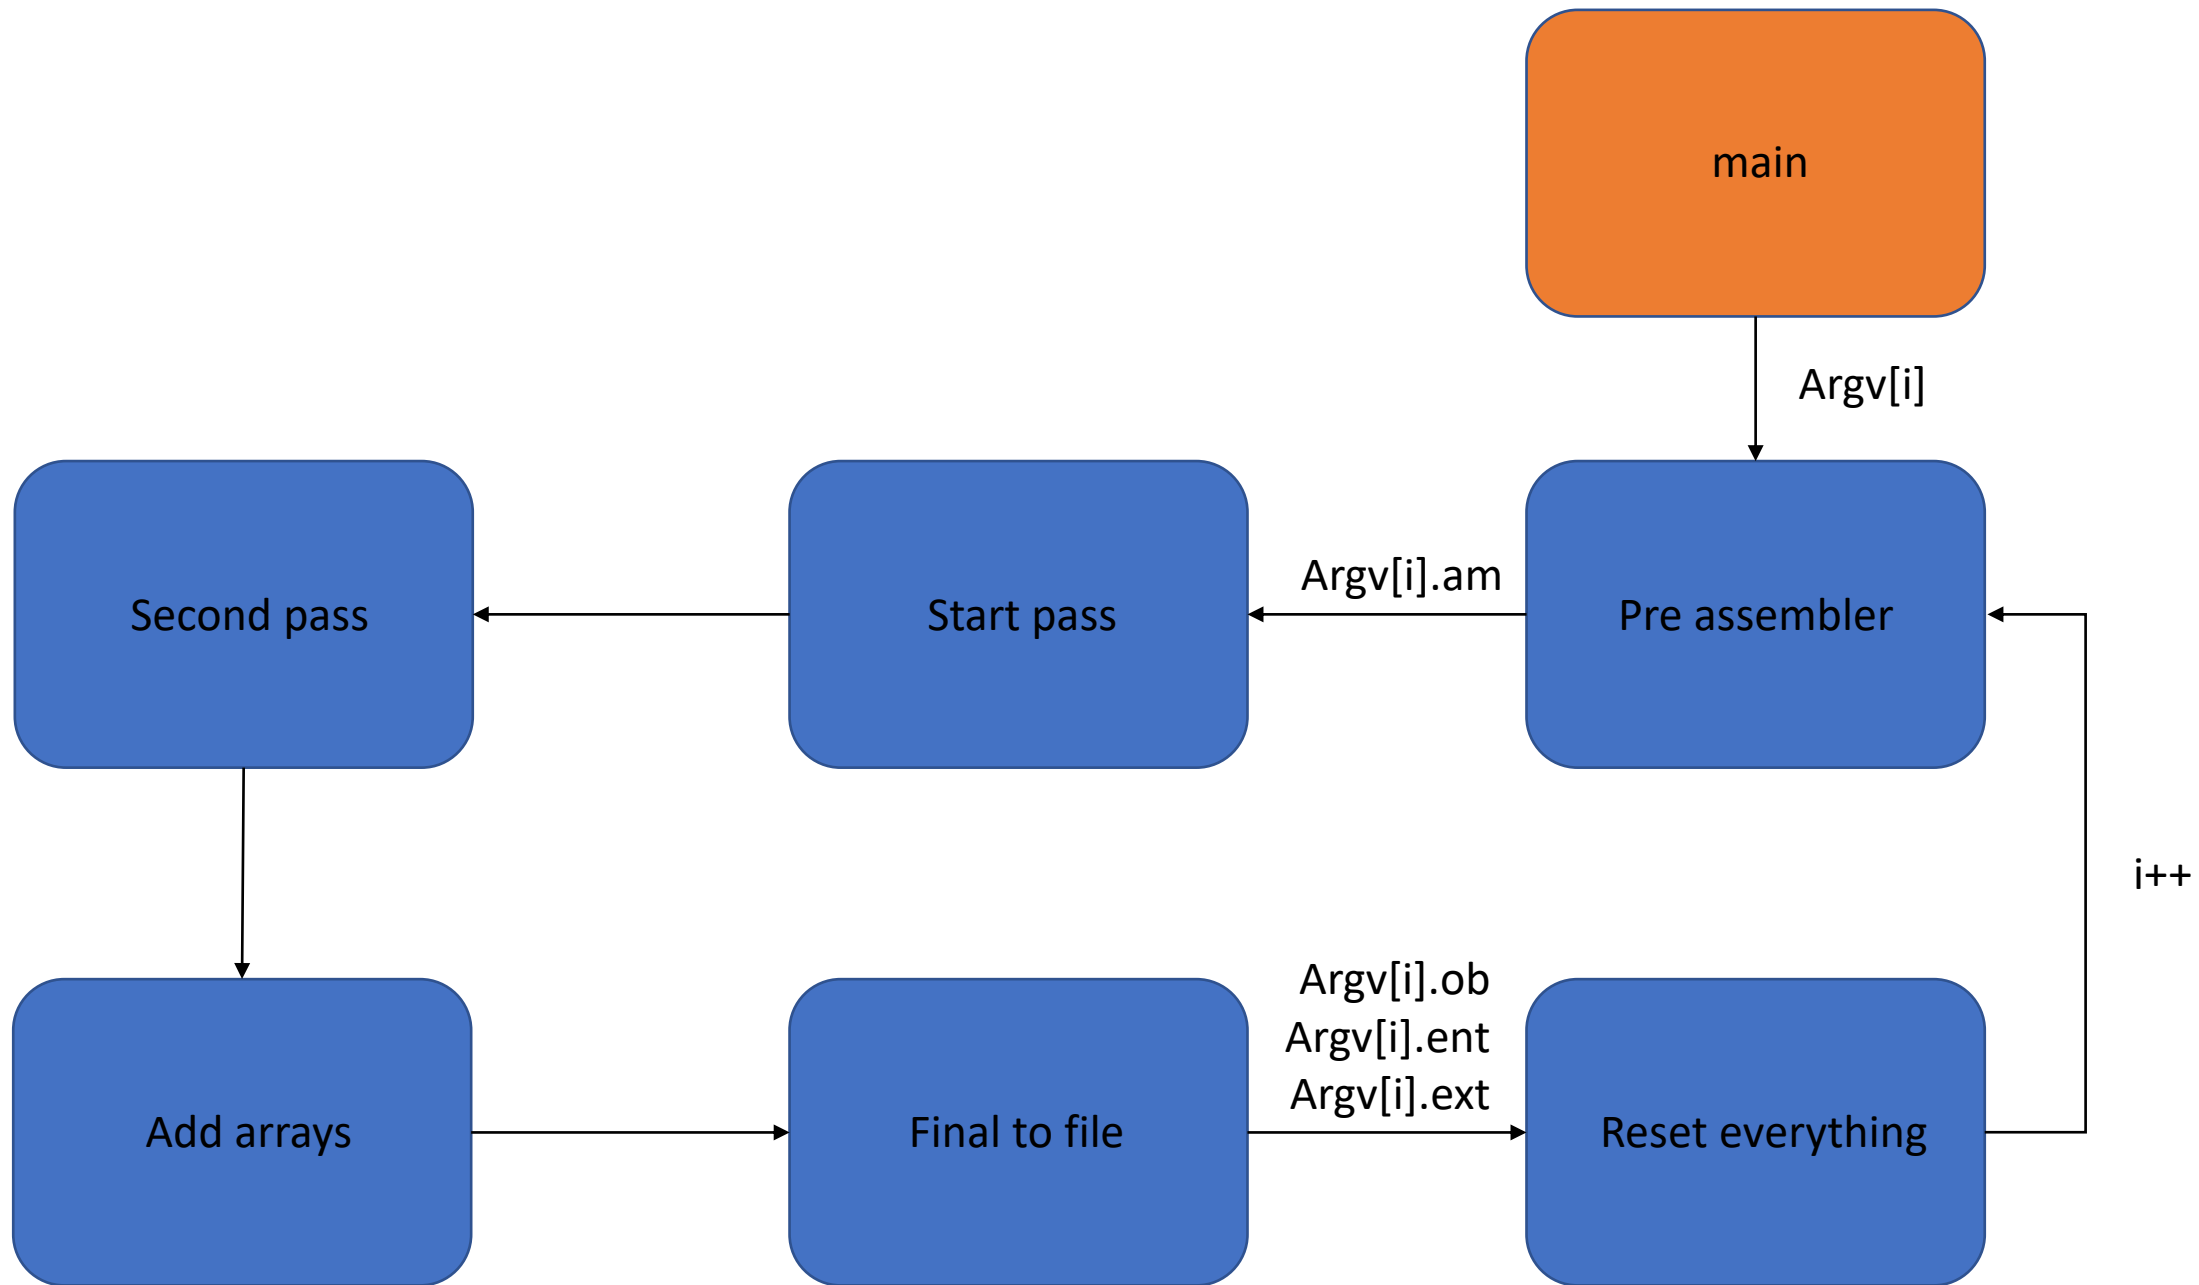 main
Argv[i]
Second pass
Start pass
Argv[i].am
Pre assembler
i++
Add arrays
Final to file
Argv[i].ob
Argv[i].ent
Argv[i].ext
Reset everything